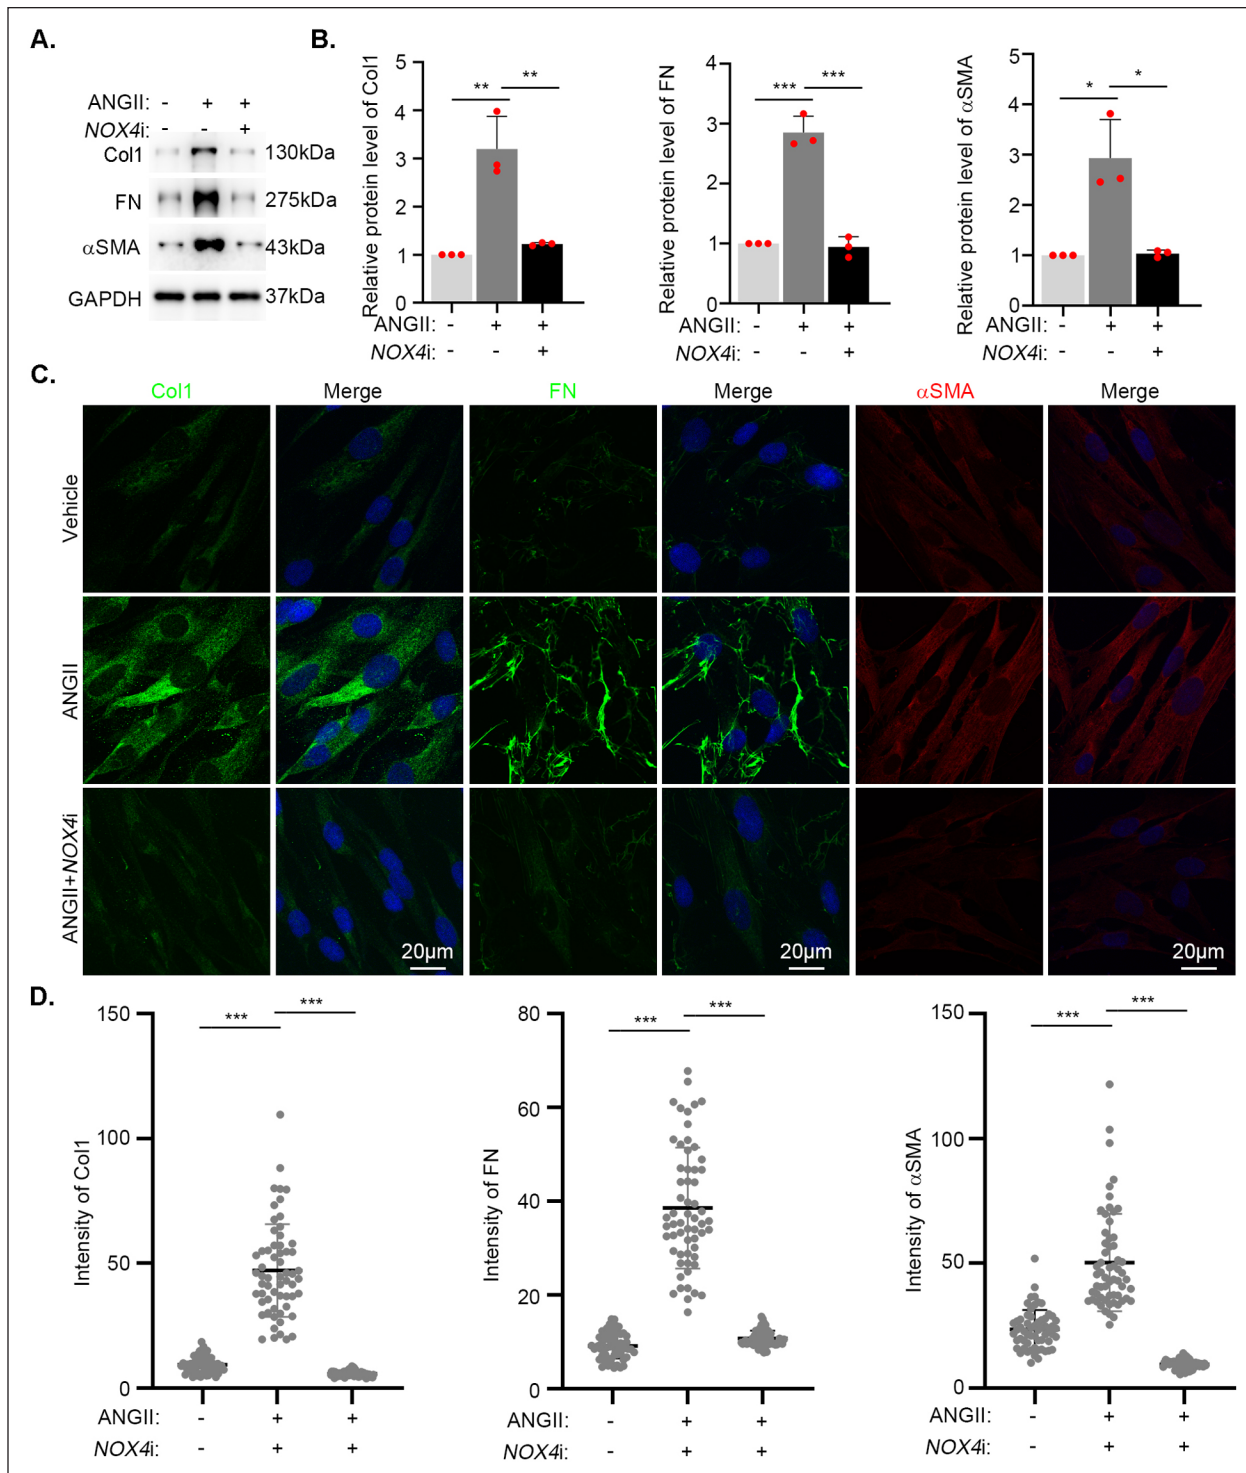 A.
ANGII: - + +
NOX4i: - - +
Col1 130kDa
FN 275kDa
αSMA 43kDa
GAPDH 37kDa
B.
Relative protein level of Col1
5
4
3
2
1
0
** **
ANGII: - + +
NOX4i: - - +
Relative protein level of FN
4
3
2
1
0
*** ***
ANGII: - + +
NOX4i: - - +
Relative protein level of αSMA
5
4
3
2
1
0
* *
ANGII: - + +
NOX4i: - - +
C.
Col1 Merge FN Merge αSMA Merge
Vehicle
ANGII
ANGII+NOX4i
20μm 20μm 20μm
D.
Intensity of Col1
150
100
50
0
*** ***
ANGII: - + +
NOX4i: - + +
Intensity of FN
80
60
40
20
0
*** ***
ANGII: - + +
NOX4i: - + +
Intensity of αSMA
150
100
50
0
*** ***
ANGII: - + +
NOX4i: - + +